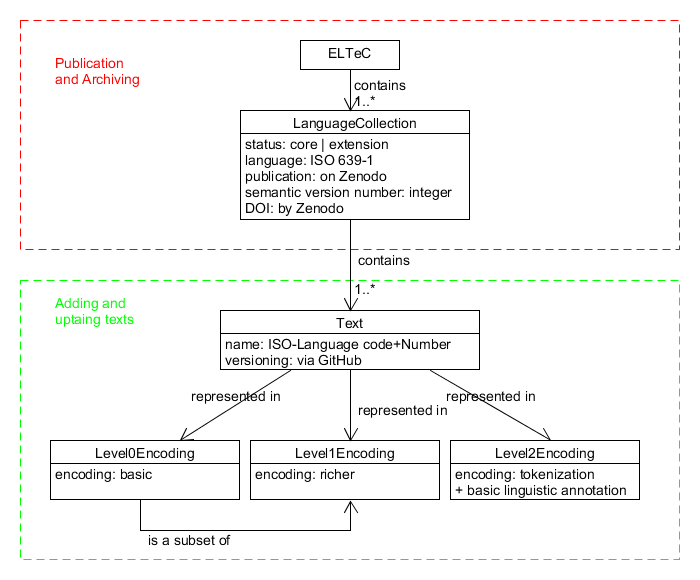 Publication
and Archiving
ELTeC
contains
1..*
LanguageCollection
status: core | extension
language: ISO 639-1
publication: on Zenodo
semantic version number: integer
DOI: by Zenodo
contains
1..*
Adding and
uptaing texts
Text
name: ISO-Language code+Number
versioning: via GitHub
represented in
represented in
represented in
Level0Encoding
encoding: basic
Level1Encoding
encoding: richer
Level2Encoding
encoding: tokenization
+ basic linguistic annotation
is a subset of